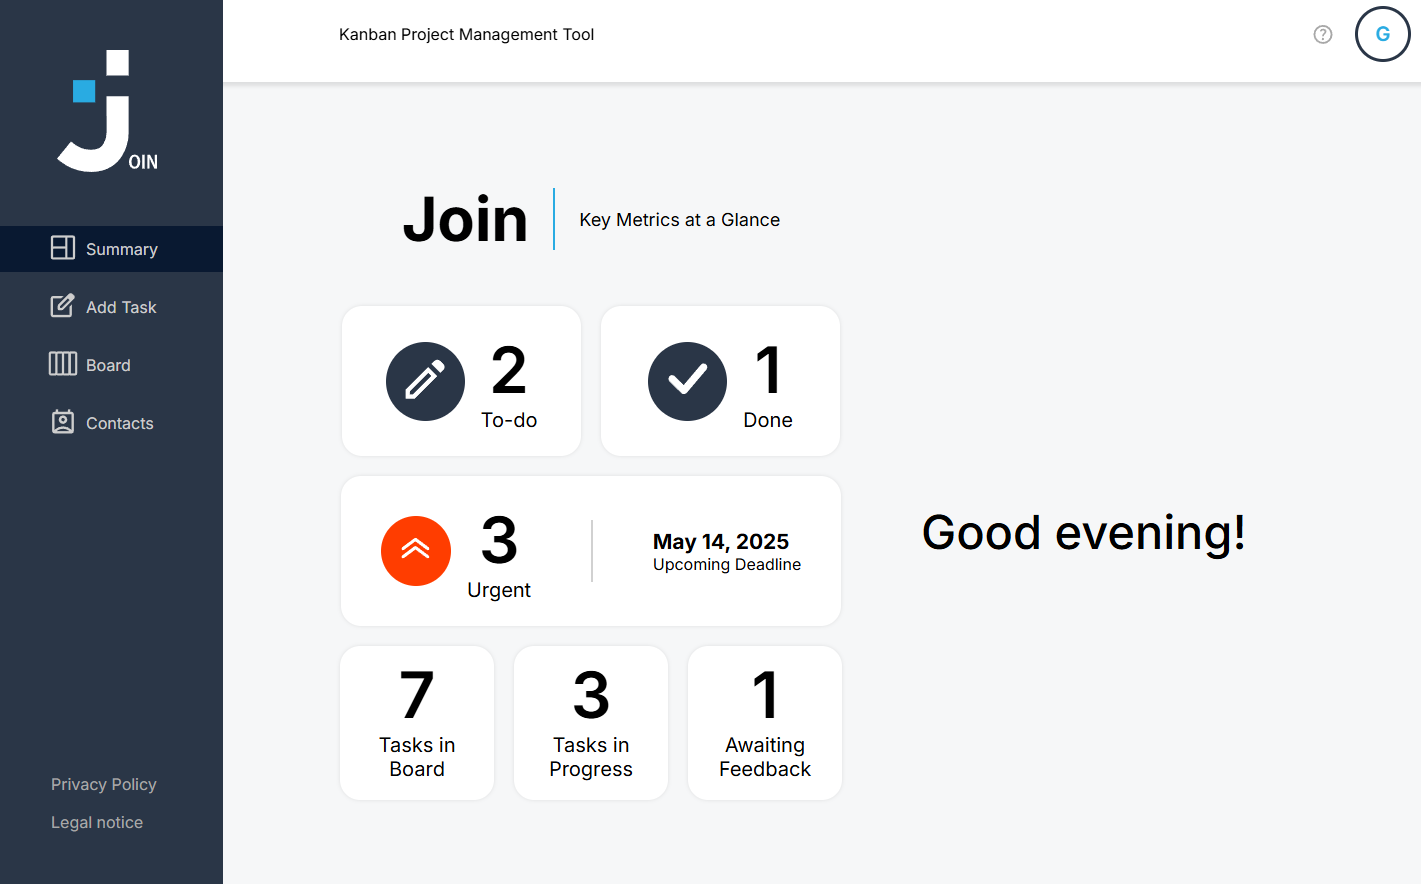 OIN
Summary
Add Task
Board
Contacts
Privacy Policy
Legal notice
Kanban Project Management Tool
?
G
Join
Key Metrics at a Glance
2
To-do
1
Done
3
Urgent
May 14, 2025
Upcoming Deadline
7
Tasks in
Board
3
Tasks in
Progress
1
Awaiting
Feedback
Good evening!